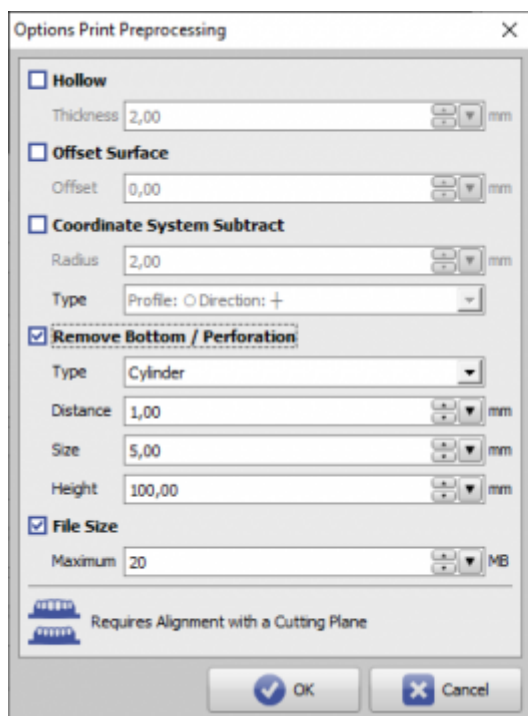 Options Print Preprocessing
Hollow
Thickness 2,00 mm
Offset Surface
Offset 0,00 mm
Coordinate System Subtract
Radius 2,00 mm
Type Profile: Direction:
Remove Bottom / Perforation
Type Cylinder
Distance 1,00 mm
Size 5,00 mm
Height 100,00 mm
File Size
Maximum 20 MB
Requires Alignment with a Cutting Plane
OK Cancel